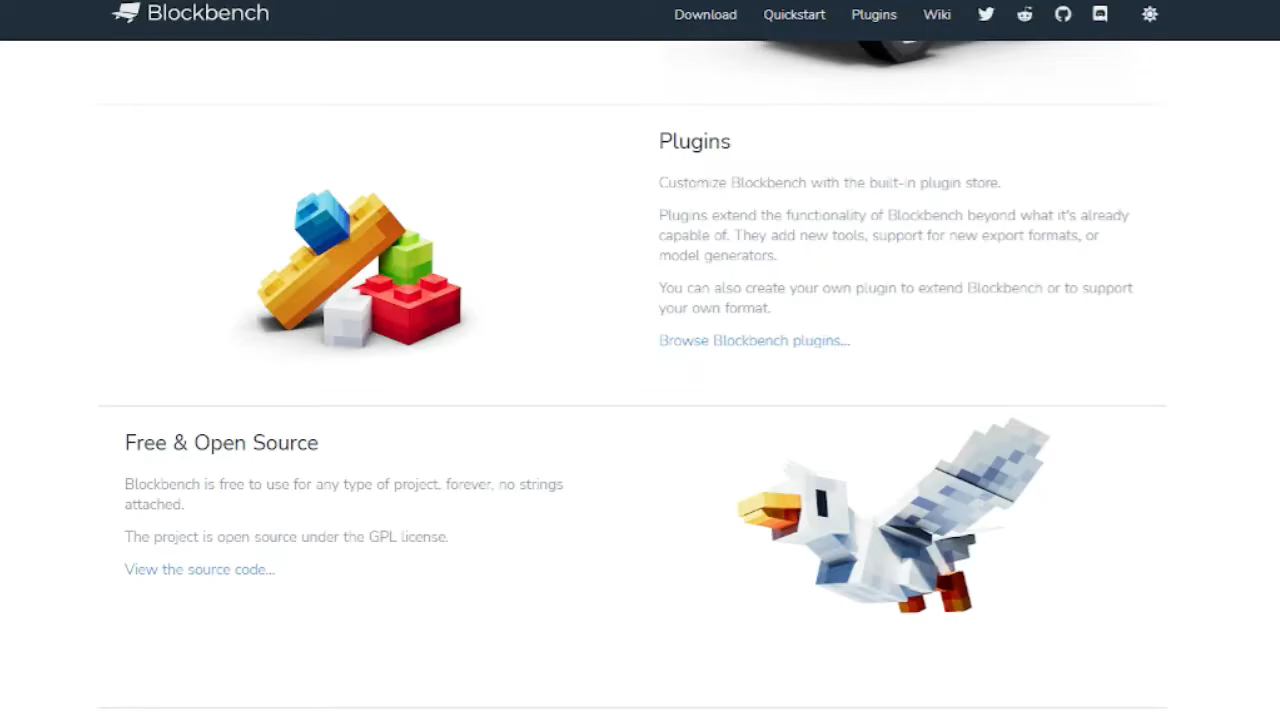 Blockbench
Download Quickstart Plugins Wiki
Plugins
Customize Blockbench with the built-in plugin store.
Plugins extend the functionality of Blockbench beyond what it's already
capable of. They add new tools, support for new export formats, or
model generators.
You can also create your own plugin to extend Blockbench or to support
your own format.
Browse Blockbench plugins...
Free & Open Source
Blockbench is free to use for any type of project, forever, no strings
attached.
The project is open source under the GPL license.
View the source code...